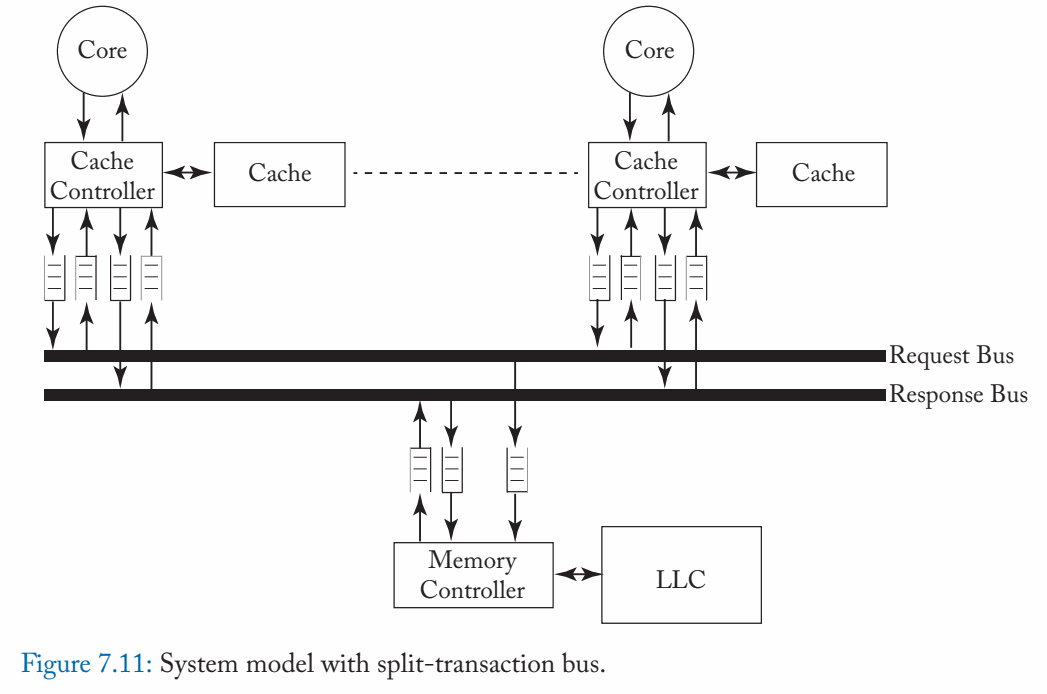 Core
Core
Cache
Controller
Cache
Cache
Controller
Cache
Request Bus
Response Bus
Memory
Controller
LLC
Figure 7.11: System model with split-transaction bus.